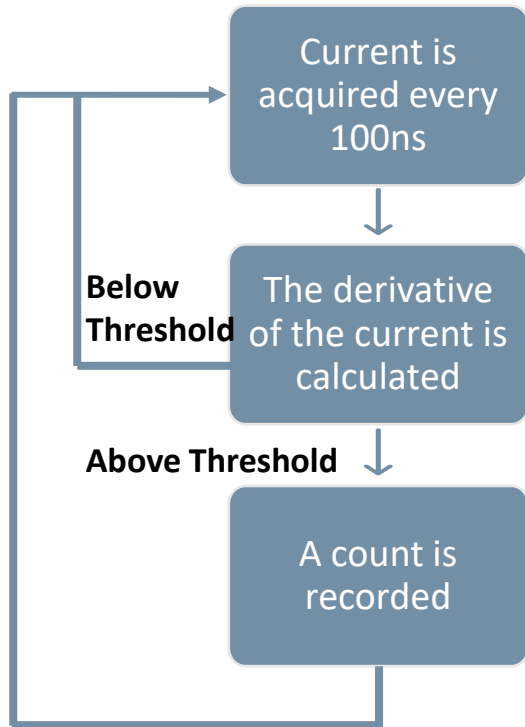 Current is
acquired every
100ns
Below
Threshold
The derivative
of the current is
calculated
Above Threshold
A count is
recorded